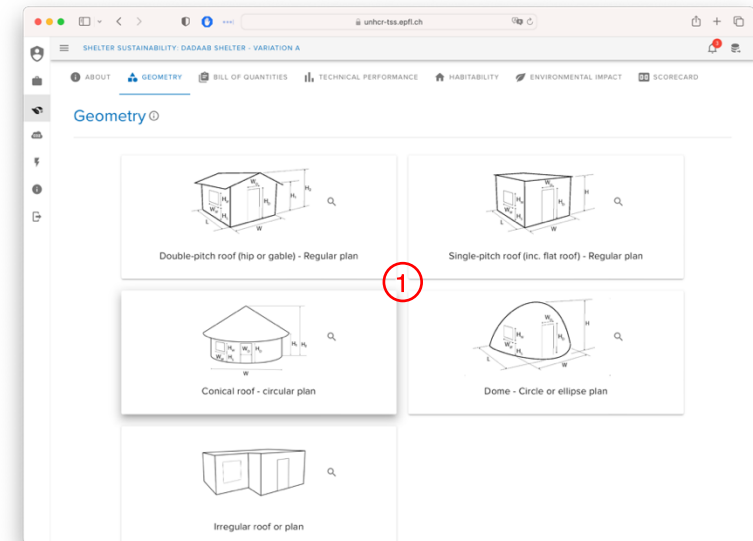 unhcr-tss.epfl.ch
SHELTER SUSTAINABILITY: DADAAB SHELTER - VARIATION A
ABOUT GEOMETRY BILL OF QUANTITIES TECHNICAL PERFORMANCE HABITABILITY ENVIRONMENTAL IMPACT SCORECARD
Geometry
Double-pitch roof (hip or gable) - Regular plan
Single-pitch roof (inc. flat roof) - Regular plan
1
Conical roof - circular plan
Dome - Circle or ellipse plan
Irregular roof or plan